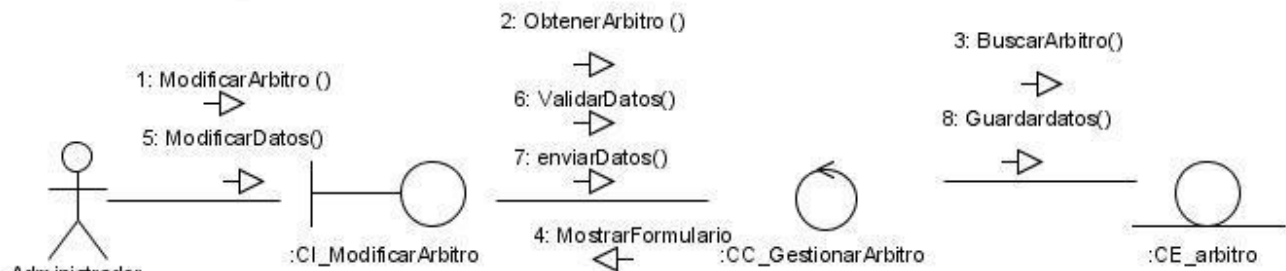 2: ObtenerArbitro ()
3: BuscarArbitro()
1: ModificarArbitro ()
6: ValidarDatos()
8: Guardardatos()
5: ModificarDatos()
7: enviarDatos()
4: MostrarFormulario
:CI_ModificarArbitro
:CC_GestionarArbitro
:CE_arbitro
Administrador